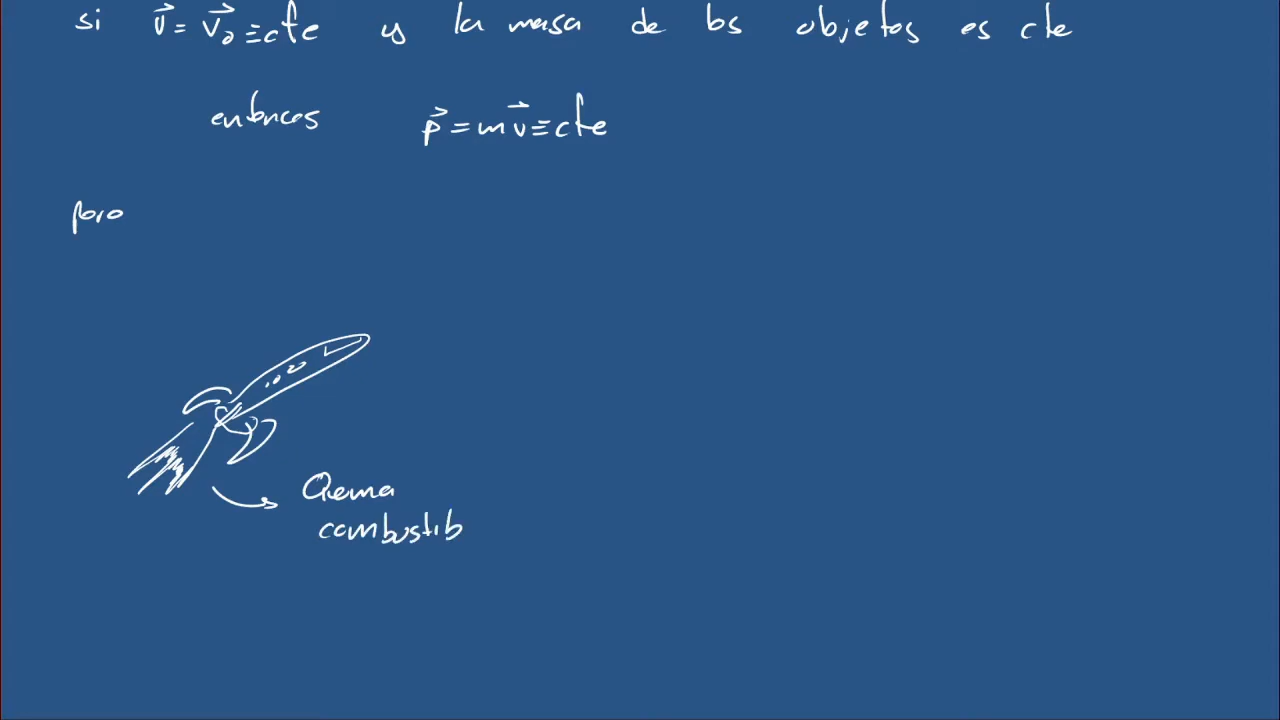 si v⃗ = v⃗₀ ≡ cte y la masa de los objetos es cte
entonces p⃗ = m v⃗ ≡ cte
pero
Quema
combustib